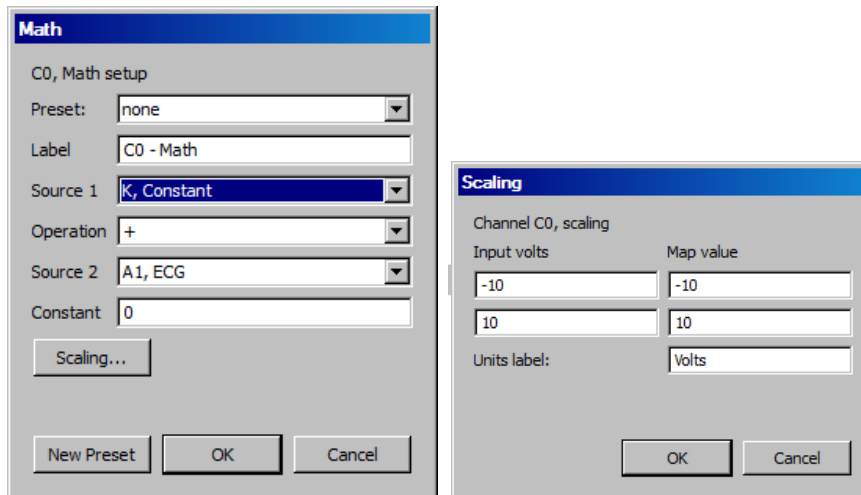 Math
C0, Math setup
Preset: none
Label C0 - Math
Source 1 K, Constant
Operation +
Source 2 A1, ECG
Constant 0
Scaling...
New Preset OK Cancel
Scaling
Channel C0, scaling
Input volts Map value
-10 -10
10 10
Units label: Volts
OK Cancel